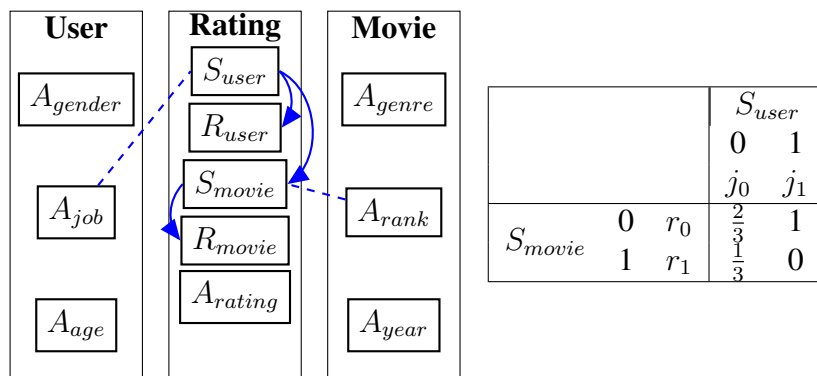 User
A_gender
A_job
A_age
Rating
S_user
R_user
S_movie
R_movie
A_rating
Movie
A_genre
A_rank
A_year
S_user
0 1
j_0 j_1
S_movie 0 r_0 2/3 1
1 r_1 1/3 0